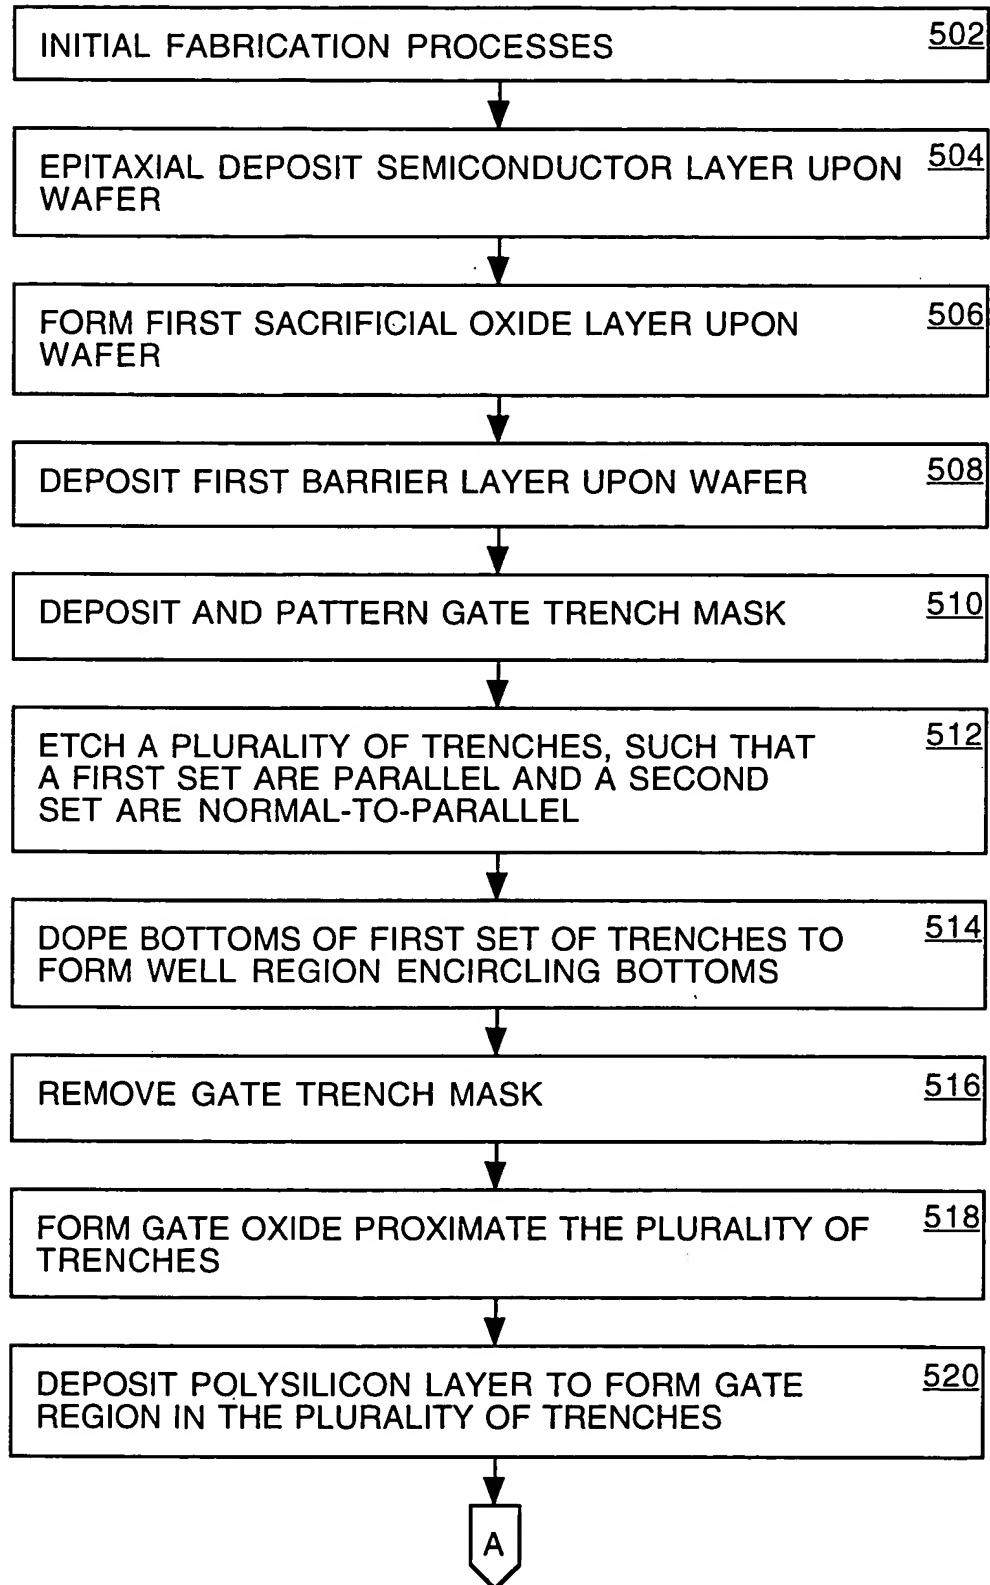 INITIAL FABRICATION PROCESSES 502
EPITAXIAL DEPOSIT SEMICONDUCTOR LAYER UPON 504
WAFER
FORM FIRST SACRIFICIAL OXIDE LAYER UPON 506
WAFER
DEPOSIT FIRST BARRIER LAYER UPON WAFER 508
DEPOSIT AND PATTERN GATE TRENCH MASK 510
ETCH A PLURALITY OF TRENCHES, SUCH THAT 512
A FIRST SET ARE PARALLEL AND A SECOND
SET ARE NORMAL-TO-PARALLEL
DOPE BOTTOMS OF FIRST SET OF TRENCHES TO 514
FORM WELL REGION ENCIRCLING BOTTOMS
REMOVE GATE TRENCH MASK 516
FORM GATE OXIDE PROXIMATE THE PLURALITY OF 518
TRENCHES
DEPOSIT POLYSILICON LAYER TO FORM GATE 520
REGION IN THE PLURALITY OF TRENCHES
A